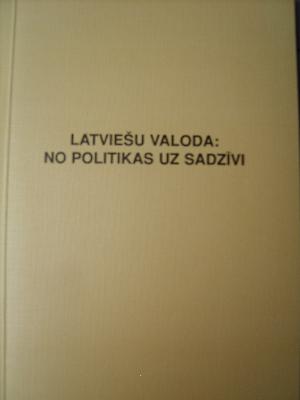 LATVIEŠU VALODA:
NO POLITIKAS UZ SADZĪVI